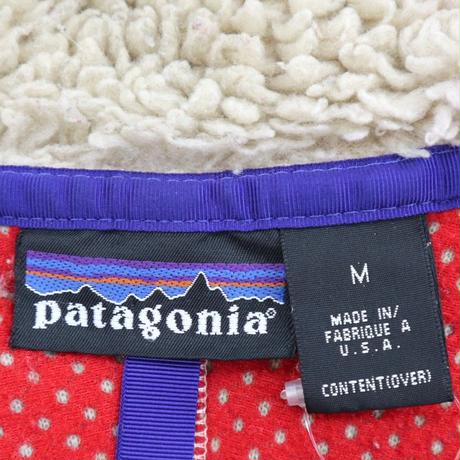 patagonia®
M
MADE IN/
FABRIQUE A
U.S.A.
CONTENT(OVER)